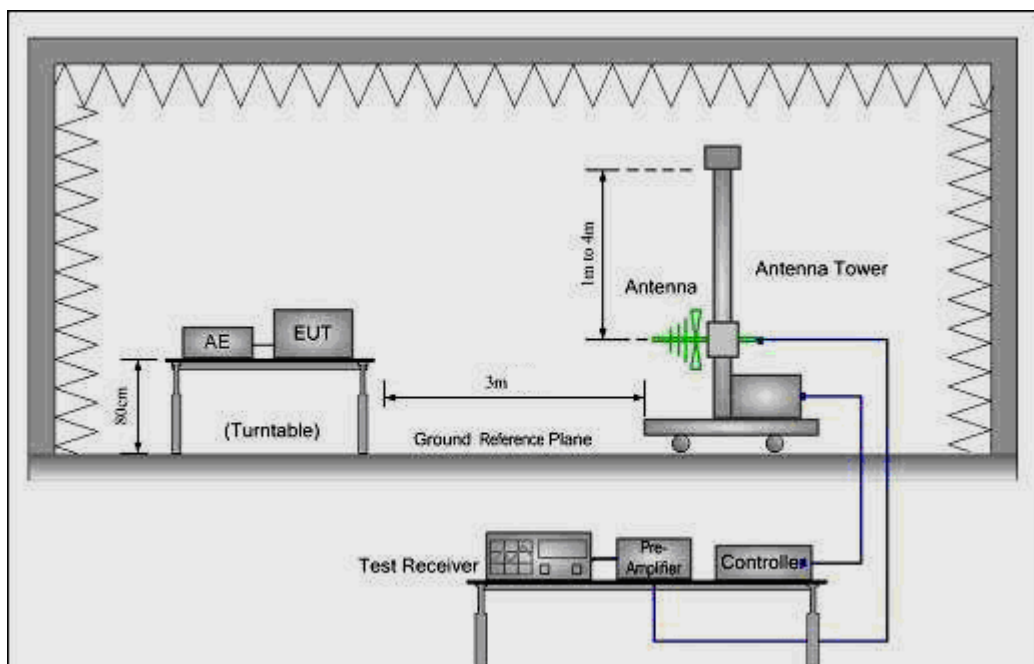 1m to 4m
Antenna Tower
Antenna
AE
EUT
3m
80cm
(Turntable)
Ground Reference Plane
Test Receiver
Pre-
Amplifier
Controller